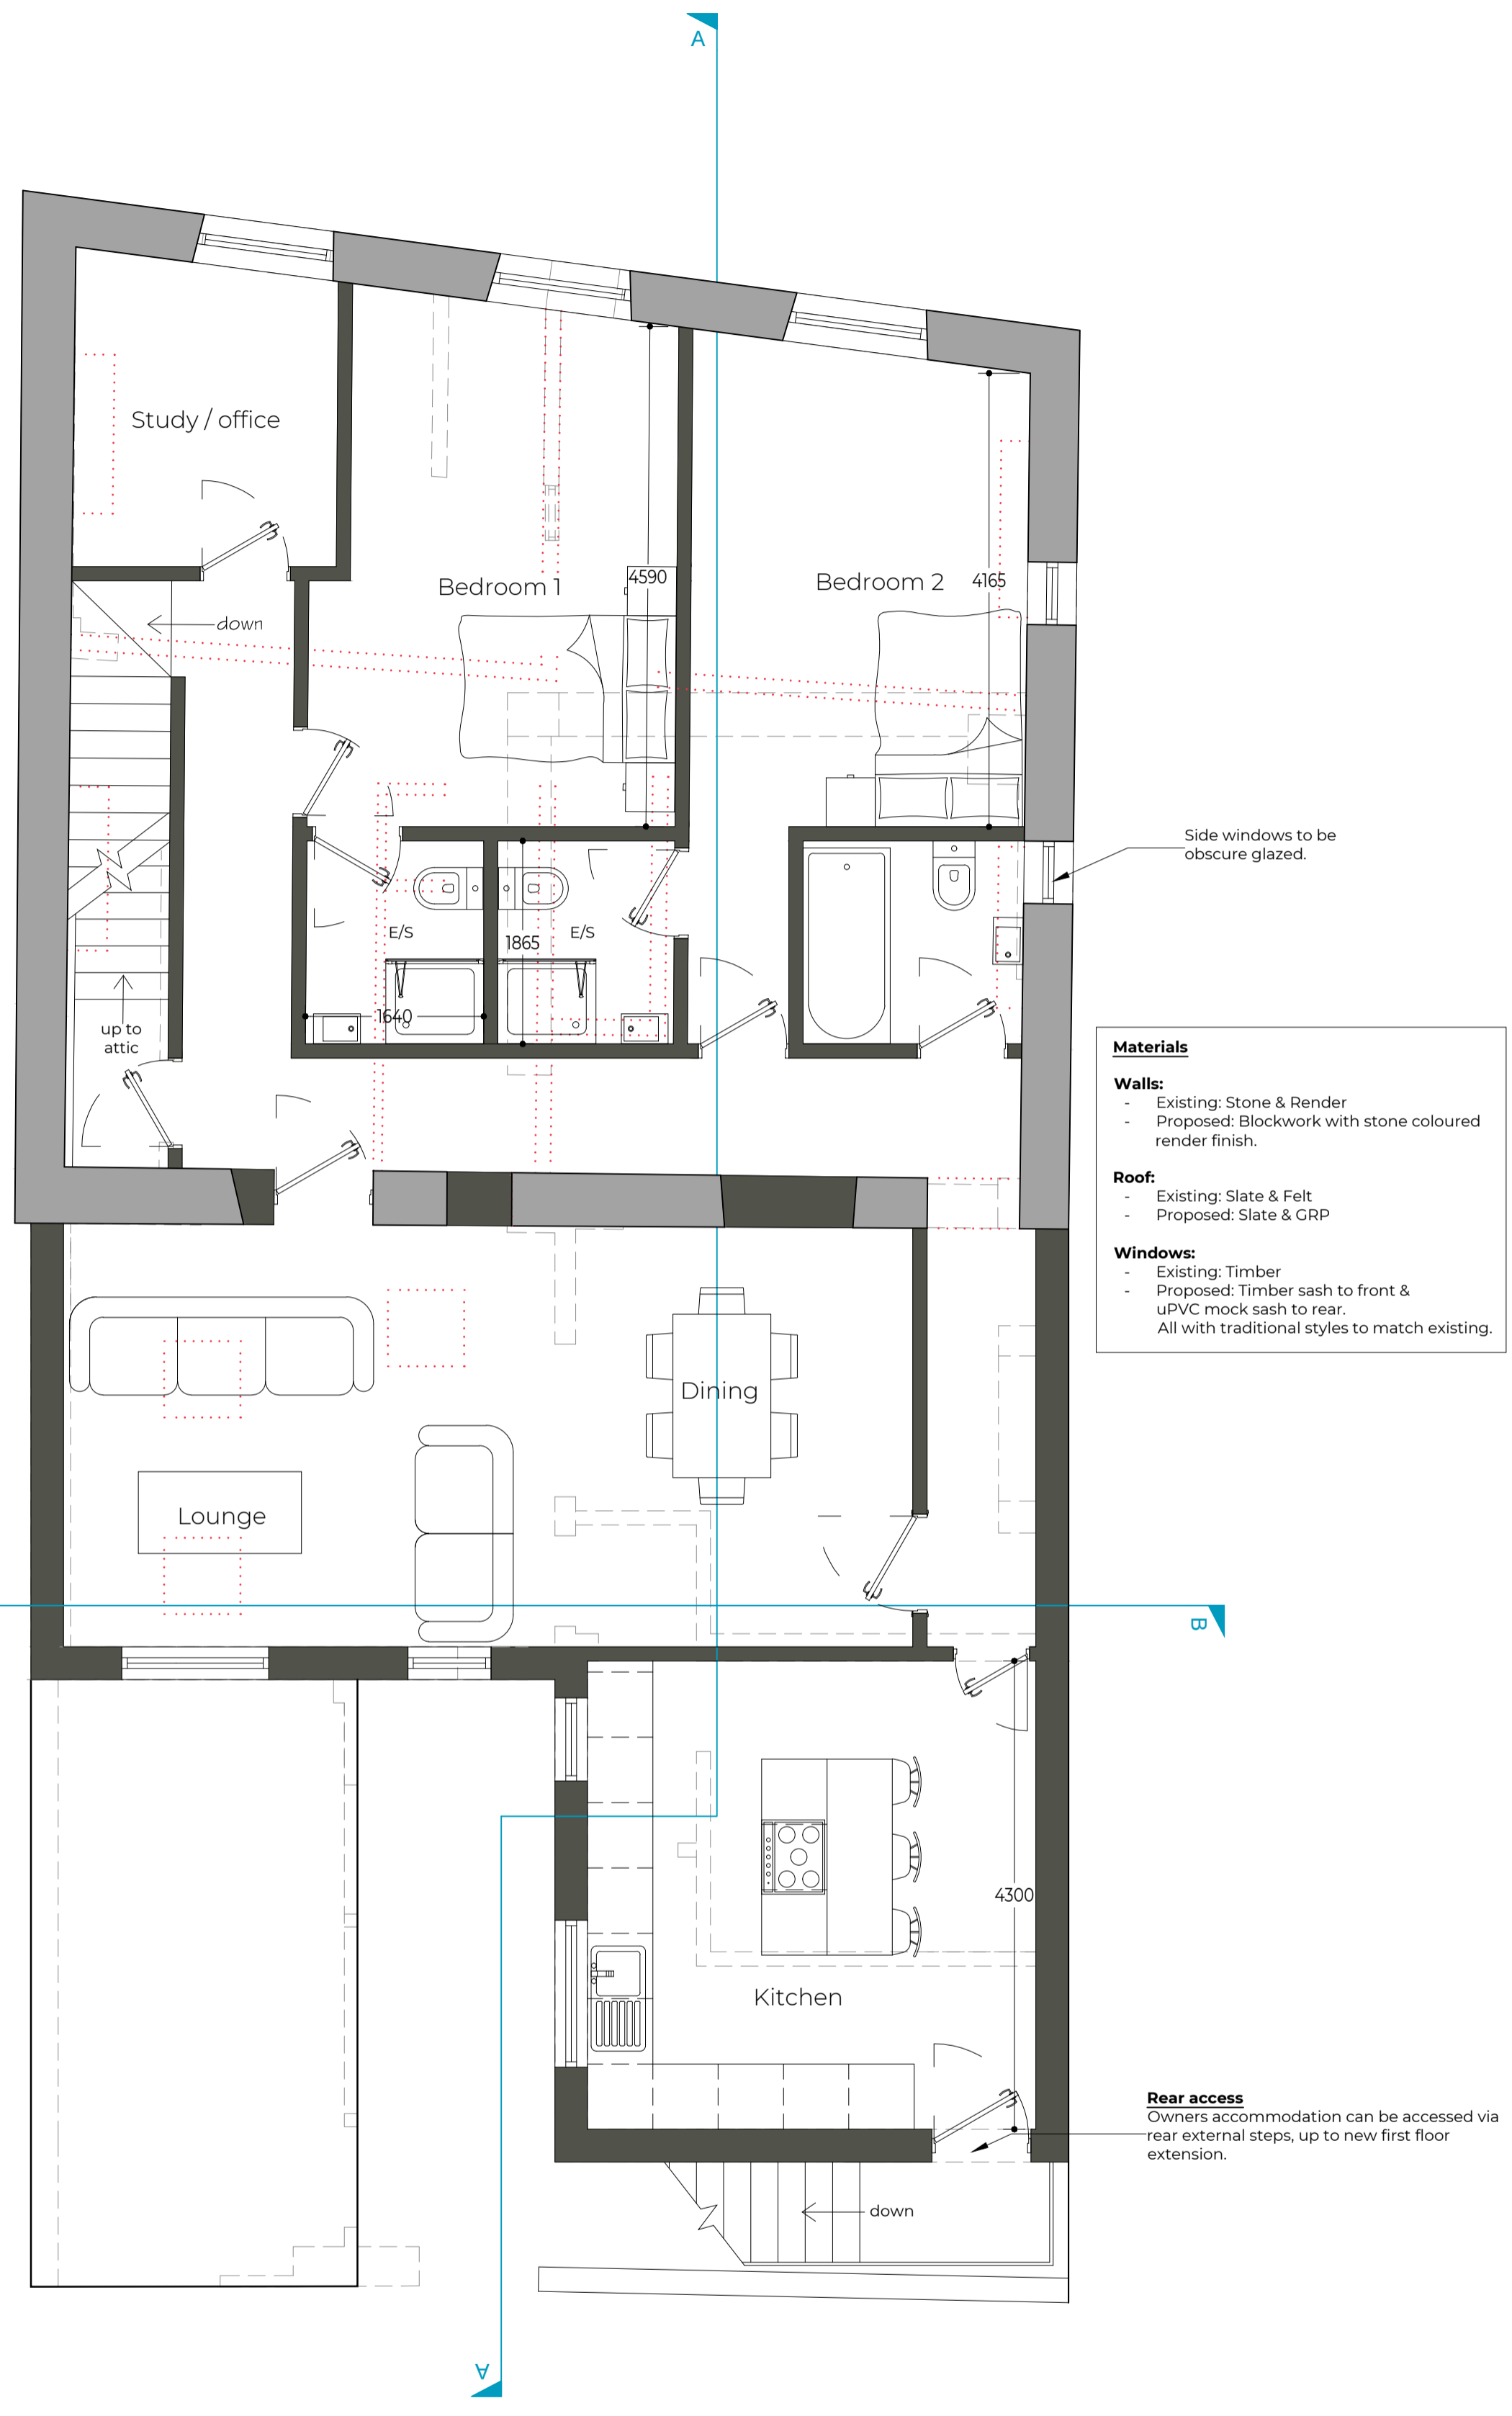 A
Study / office
down
Bedroom 1
4590
Bedroom 2
4165
Side windows to be
obscure glazed.
E/S
1865
E/S
1640
up to
attic
Materials
Walls:
- Existing: Stone & Render
- Proposed: Blockwork with stone coloured
render finish.
Roof:
- Existing: Slate & Felt
- Proposed: Slate & GRP
Windows:
- Existing: Timber
- Proposed: Timber sash to front &
uPVC mock sash to rear.
All with traditional styles to match existing.
Dining
Lounge
B
4300
Kitchen
Rear access
Owners accommodation can be accessed via
rear external steps, up to new first floor
extension.
down
A